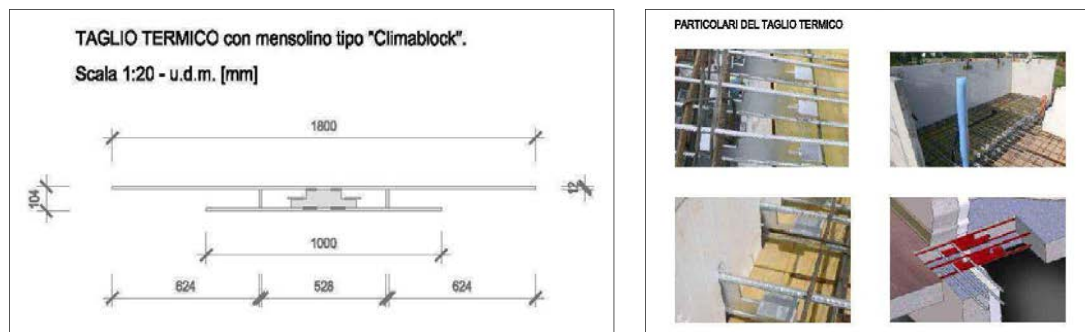 TAGLIO TERMICO con mensolino tipo "Climablock".
Scala 1:20 - u.d.m. [mm]
1800
104
12
1000
624
528
624
PARTICOLARI DEL TAGLIO TERMICO